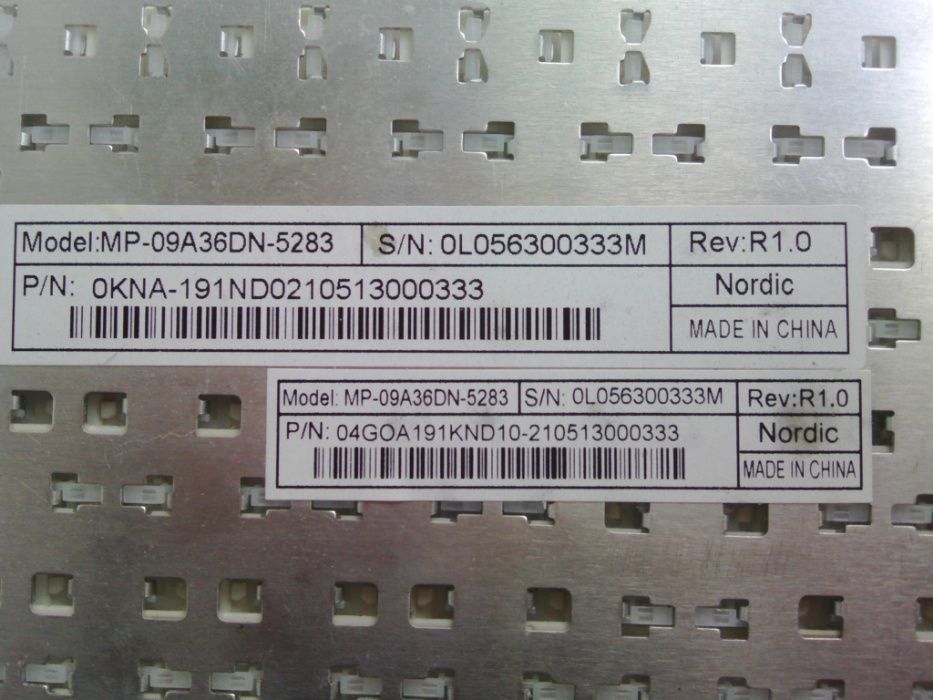 Model:MP-09A36DN-5283 S/N: 0L056300333M Rev:R1.0
P/N: 0KNA-191ND0210513000333 Nordic
MADE IN CHINA
Model: MP-09A36DN-5283 S/N: 0L056300333M Rev:R1.0
P/N: 04GOA191KND10-210513000333 Nordic
MADE IN CHINA